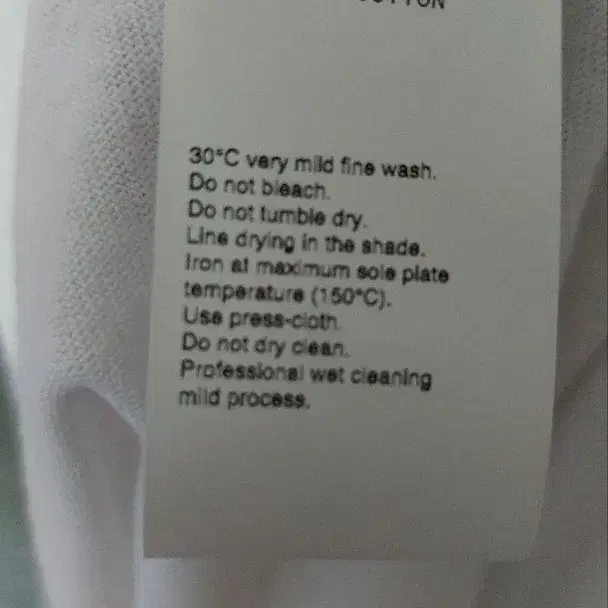 30°C very mild fine wash.
Do not bleach.
Do not tumble dry.
Line drying in the shade.
Iron at maximum sole plate
temperature (150°C).
Use press-cloth.
Do not dry clean.
Professional wet cleaning
mild process.